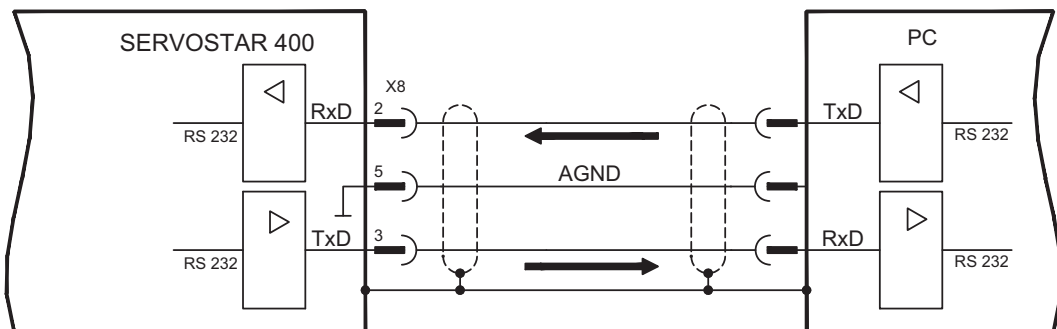 SERVOSTAR 400
PC
X8
RxD
2
TxD
RS 232
RS 232
5
AGND
TxD
3
RxD
RS 232
RS 232